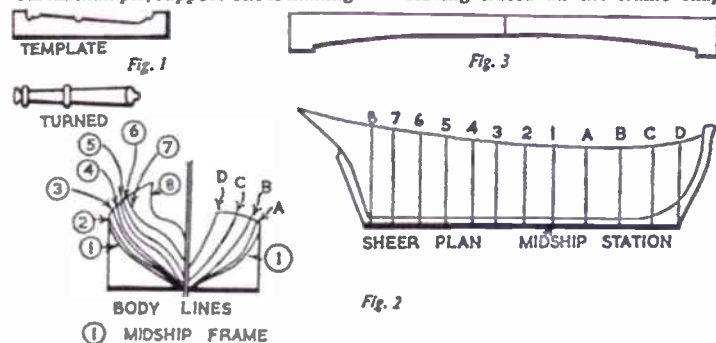 TEMPLATE
Fig. 1
TURNED
Fig. 3
8 7 6 5 4 3 2 1 A B C D
SHEER PLAN MIDSHIP STATION
Fig. 2
5 6 7
4 8
3 D C B
2 A
1 1
BODY LINES
1 MIDSHIP FRAME